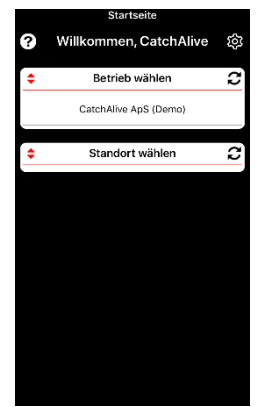 Startseite
Willkommen, CatchAlive
Betrieb wählen
CatchAlive ApS (Demo)
Standort wählen